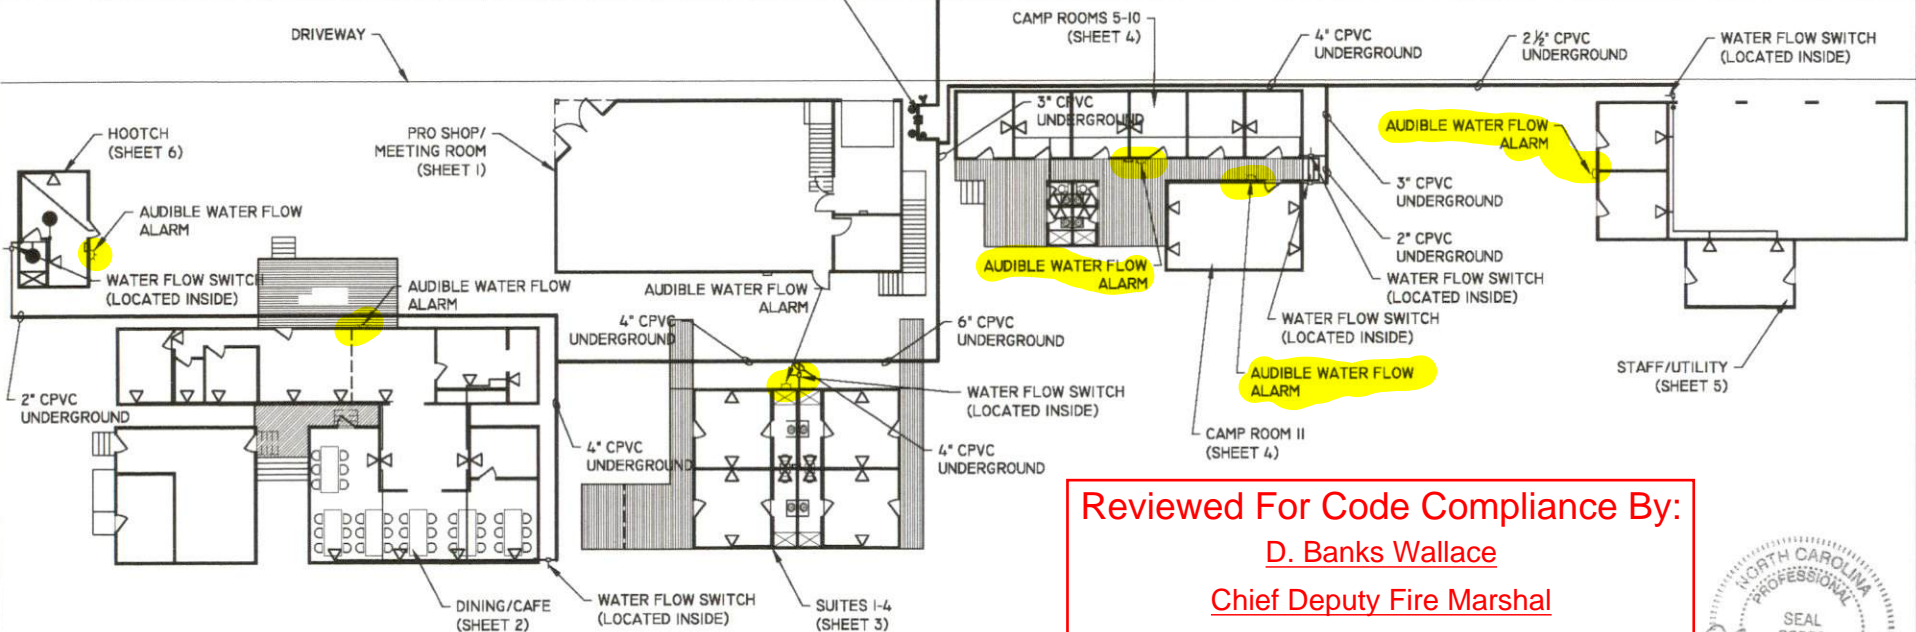 DRIVEWAY
CAMP ROOMS 5-10
(SHEET 4)
4" CPVC
UNDERGROUND
2½" CPVC
UNDERGROUND
WATER FLOW SWITCH
(LOCATED INSIDE)
HOOTCH
(SHEET 6)
PRO SHOP/
MEETING ROOM
(SHEET 1)
3" CPVC
UNDERGROUND
AUDIBLE WATER FLOW
ALARM
3" CPVC
UNDERGROUND
AUDIBLE WATER FLOW
ALARM
2" CPVC
UNDERGROUND
WATER FLOW SWITCH
(LOCATED INSIDE)
AUDIBLE WATER FLOW
ALARM
AUDIBLE WATER FLOW
ALARM
AUDIBLE WATER FLOW
ALARM
WATER FLOW SWITCH
(LOCATED INSIDE)
4" CPVC
UNDERGROUND
6" CPVC
UNDERGROUND
WATER FLOW SWITCH
(LOCATED INSIDE)
STAFF/UTILITY
(SHEET 5)
2" CPVC
UNDERGROUND
WATER FLOW SWITCH
(LOCATED INSIDE)
AUDIBLE WATER FLOW
ALARM
4" CPVC
UNDERGROUND
4" CPVC
UNDERGROUND
CAMP ROOM 11
(SHEET 4)
Reviewed For Code Compliance By:
D. Banks Wallace
Chief Deputy Fire Marshal
NORTH CAROLINA
PROFESSIONAL
SEAL
DINING/CAFE
(SHEET 2)
WATER FLOW SWITCH
(LOCATED INSIDE)
SUITES 1-4
(SHEET 3)